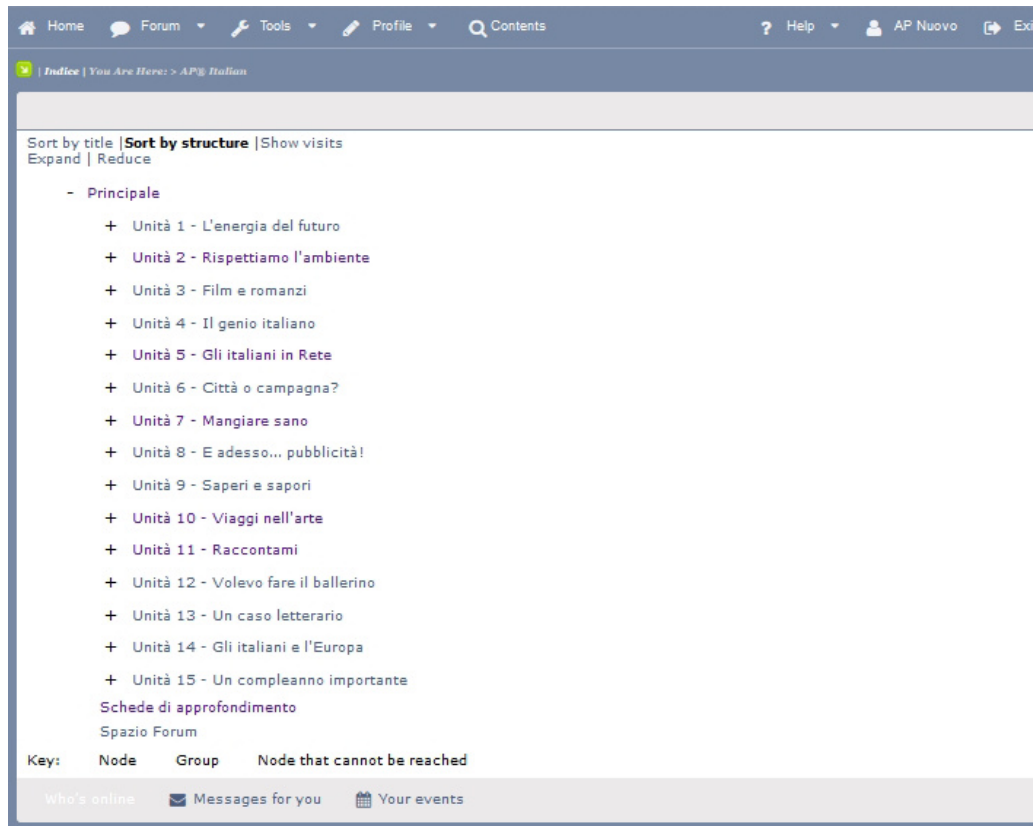 Home Forum Tools Profile Contents ? Help AP Nuovo Exi
| Indice | You Are Here: > AP® Italian
Sort by title |Sort by structure |Show visits
Expand | Reduce
- Principale
+ Unità 1 - L'energia del futuro
+ Unità 2 - Rispettiamo l'ambiente
+ Unità 3 - Film e romanzi
+ Unità 4 - Il genio italiano
+ Unità 5 - Gli italiani in Rete
+ Unità 6 - Città o campagna?
+ Unità 7 - Mangiare sano
+ Unità 8 - E adesso... pubblicità!
+ Unità 9 - Saperi e sapori
+ Unità 10 - Viaggi nell'arte
+ Unità 11 - Raccontami
+ Unità 12 - Volevo fare il ballerino
+ Unità 13 - Un caso letterario
+ Unità 14 - Gli italiani e l'Europa
+ Unità 15 - Un compleanno importante
Schede di approfondimento
Spazio Forum
Key: Node Group Node that cannot be reached
Who's online Messages for you Your events